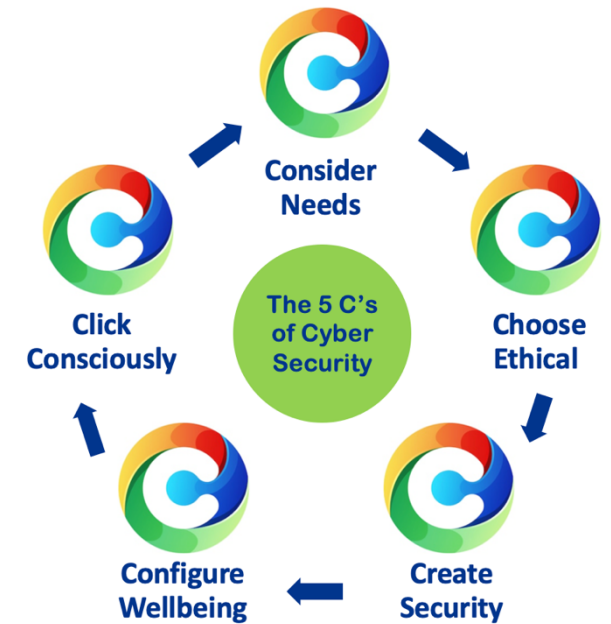 Consider
Needs
Choose
Ethical
Create
Security
Configure
Wellbeing
Click
Consciously
The 5 C's
of Cyber
Security